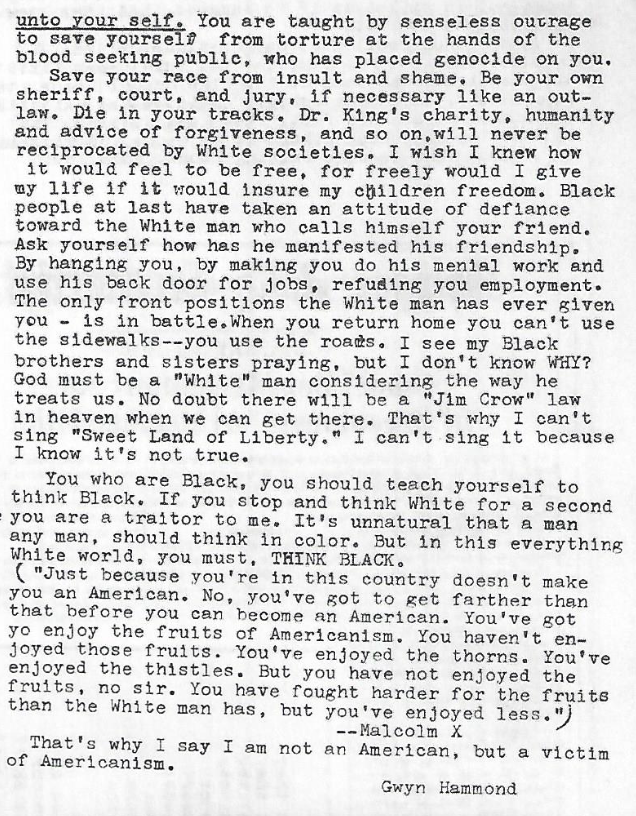 unto your self. You are taught by senseless outrage
to save yourself from torture at the hands of the
blood seeking public, who has placed genocide on you.
Save your race from insult and shame. Be your own
sheriff, court, and jury, if necessary like an out-
law. Die in your tracks. Dr. King's charity, humanity
and advice of forgiveness, and so on,will never be
reciprocated by White societies. I wish I knew how
it would feel to be free, for freely would I give
my life if it would insure my children freedom. Black
people at last have taken an attitude of defiance
toward the White man who calls himself your friend.
Ask yourself how has he manifested his friendship.
By hanging you, by making you do his menial work and
use his back door for jobs, refusing you employment.
The only front positions the White man has ever given
you - is in battle.When you return home you can't use
the sidewalks--you use the roads. I see my Black
brothers and sisters praying, but I don't know WHY?
God must be a "White" man considering the way he
treats us. No doubt there will be a "Jim Crow" law
in heaven when we can get there. That's why I can't
sing "Sweet Land of Liberty." I can't sing it because
I know it's not true.
You who are Black, you should teach yourself to
think Black. If you stop and think White for a second
you are a traitor to me. It's unnatural that a man
any man, should think in color. But in this everything
White world, you must, THINK BLACK.
("Just because you're in this country doesn't make
you an American. No, you've got to get farther than
that before you can become an American. You've got
yo enjoy the fruits of Americanism. You haven't en-
joyed those fruits. You've enjoyed the thorns. You've
enjoyed the thistles. But you have not enjoyed the
fruits, no sir. You have fought harder for the fruits
than the White man has, but you've enjoyed less.")
--Malcolm X
That's why I say I am not an American, but a victim
of Americanism.
Gwyn Hammond